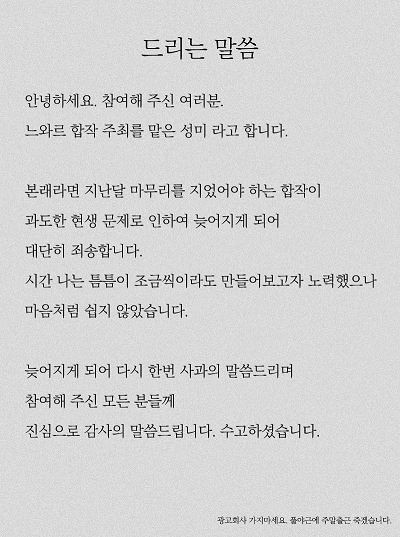 드리는 말씀
안녕하세요. 참여해 주신 여러분.
느와르 합작 주최를 맡은 성미 라고 합니다.
본래라면 지난달 마무리를 지었어야 하는 합작이
과도한 현생 문제로 인하여 늦어지게 되어
대단히 죄송합니다.
시간 나는 틈틈이 조금씩이라도 만들어보고자 노력했으나
마음처럼 쉽지 않았습니다.
늦어지게 되어 다시 한번 사과의 말씀드리며
참여해 주신 모든 분들께
진심으로 감사의 말씀드립니다. 수고하셨습니다.
광고회사 가지마세요. 풀야근에 주말출근 죽겠습니다.